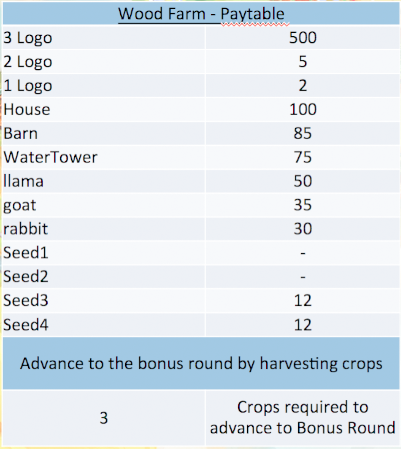 Wood Farm - Paytable
3 Logo 500
2 Logo 5
1 Logo 2
House 100
Barn 85
WaterTower 75
llama 50
goat 35
rabbit 30
Seed1 -
Seed2 -
Seed3 12
Seed4 12
Advance to the bonus round by harvesting crops
3 Crops required to
advance to Bonus Round